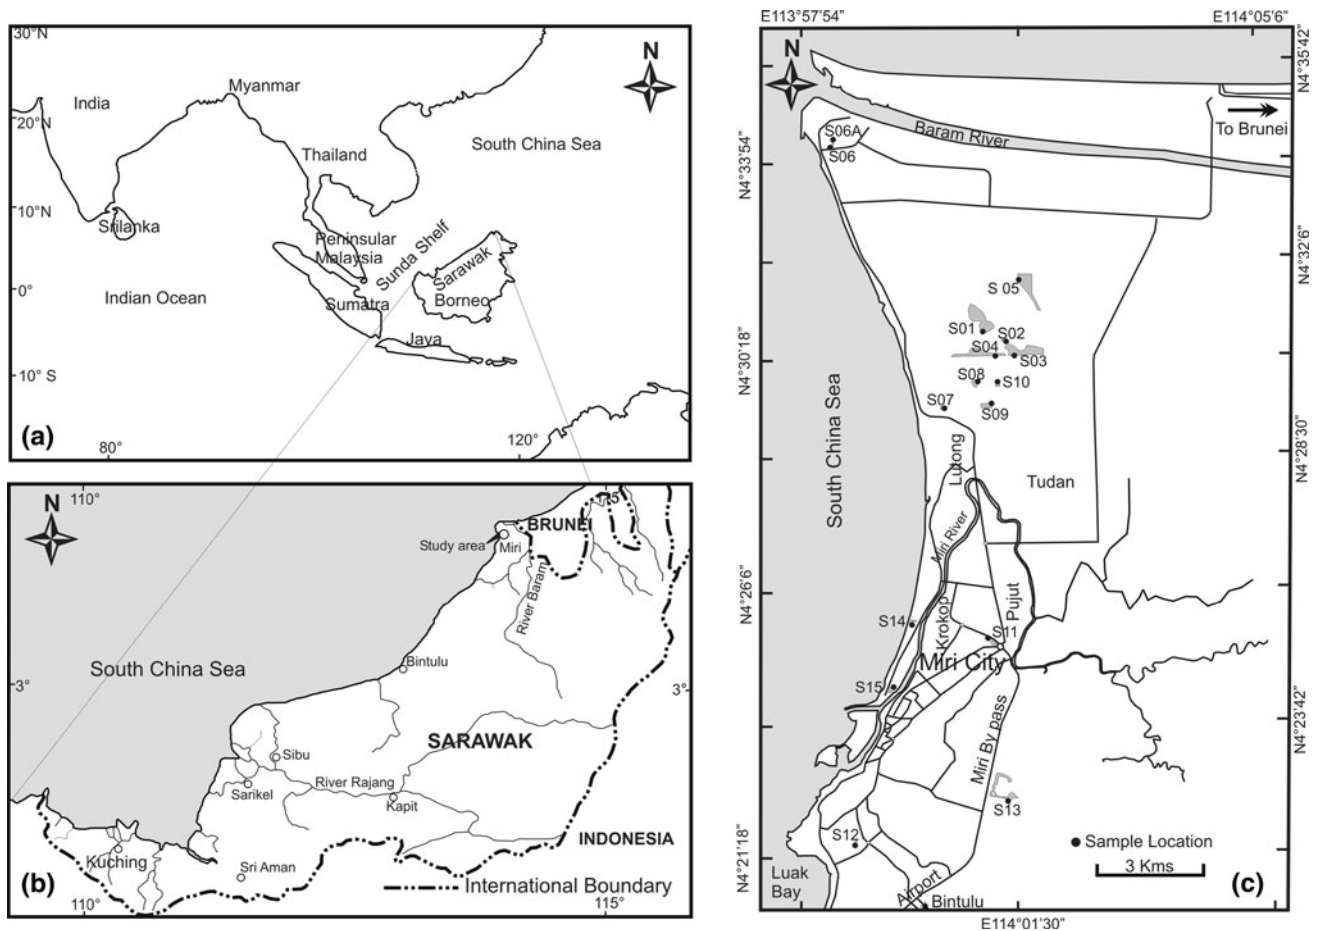 30°N
N
India
Myanmar
20°N
South China Sea
Thailand
10°N
Srilanka
Peninsular
Malaysia
Sunda Shelf
Sarawak
0°
Indian Ocean
Sumatra
Borneo
Java
10° S
(a)
80°
120°
110°
N
BRUNEI
Study area
Miri
River Baram
South China Sea
Bintulu
3°
3°
SARAWAK
Sibu
River Rajang
Sarikel
Kapit
INDONESIA
Kuching
Sri Aman
(b)
International Boundary
110°
115°
E113°57'54"
E114°05'6"
N
N4°35'42"
To Brunei
Baram River
S06A
S06
N4°33'54"
N4°32'6"
S 05
S01
S02
S04
S03
N4°30'18"
S08
S10
S07
S09
South China Sea
Lutong
N4°28'30"
Tudan
Miri River
N4°26'6"
Krokop
Pujut
S14
S11
Miri City
S15
N4°23'42"
Miri By pass
S13
S12
Sample Location
N4°21'18"
3 Kms
Luak
Bay
Airport
Bintulu
(c)
E114°01'30"